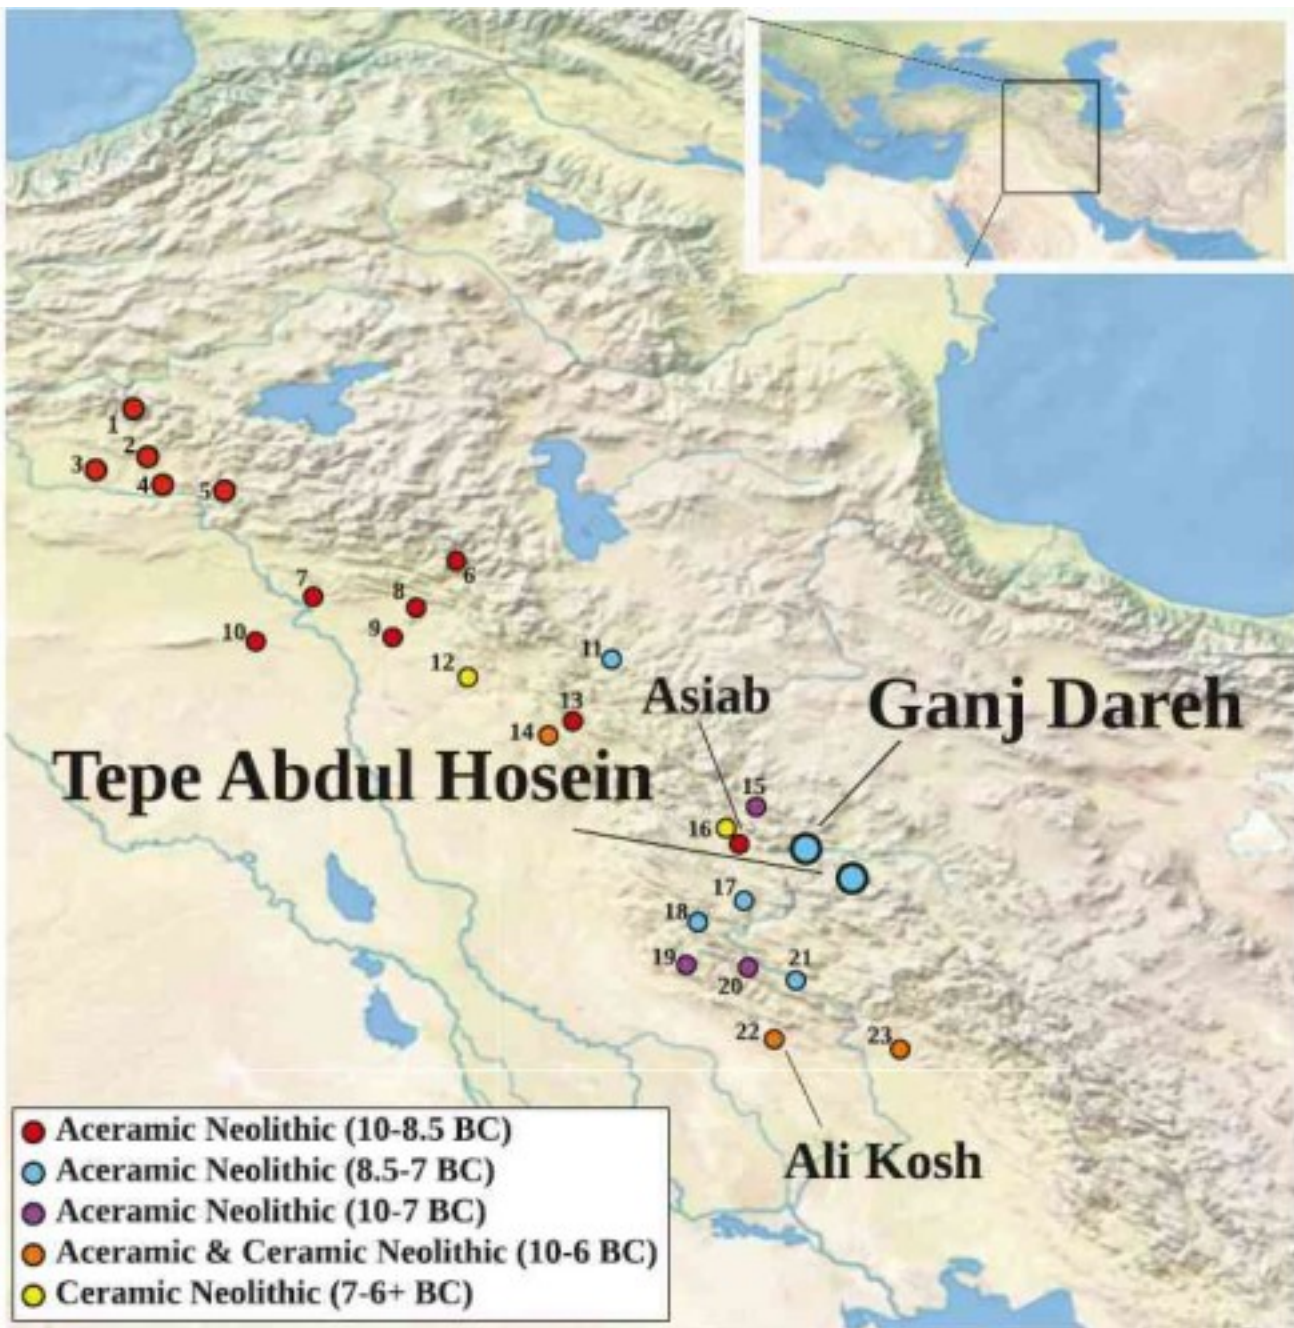 1
2
3
4
5
6
7
8
9
10
11
12
13
14
Asiab
Ganj Dareh
Tepe Abdul Hosein
15
16
17
18
19
20
21
22
23
Ali Kosh
Aceramic Neolithic (10-8.5 BC)
Aceramic Neolithic (8.5-7 BC)
Aceramic Neolithic (10-7 BC)
Aceramic & Ceramic Neolithic (10-6 BC)
Ceramic Neolithic (7-6+ BC)